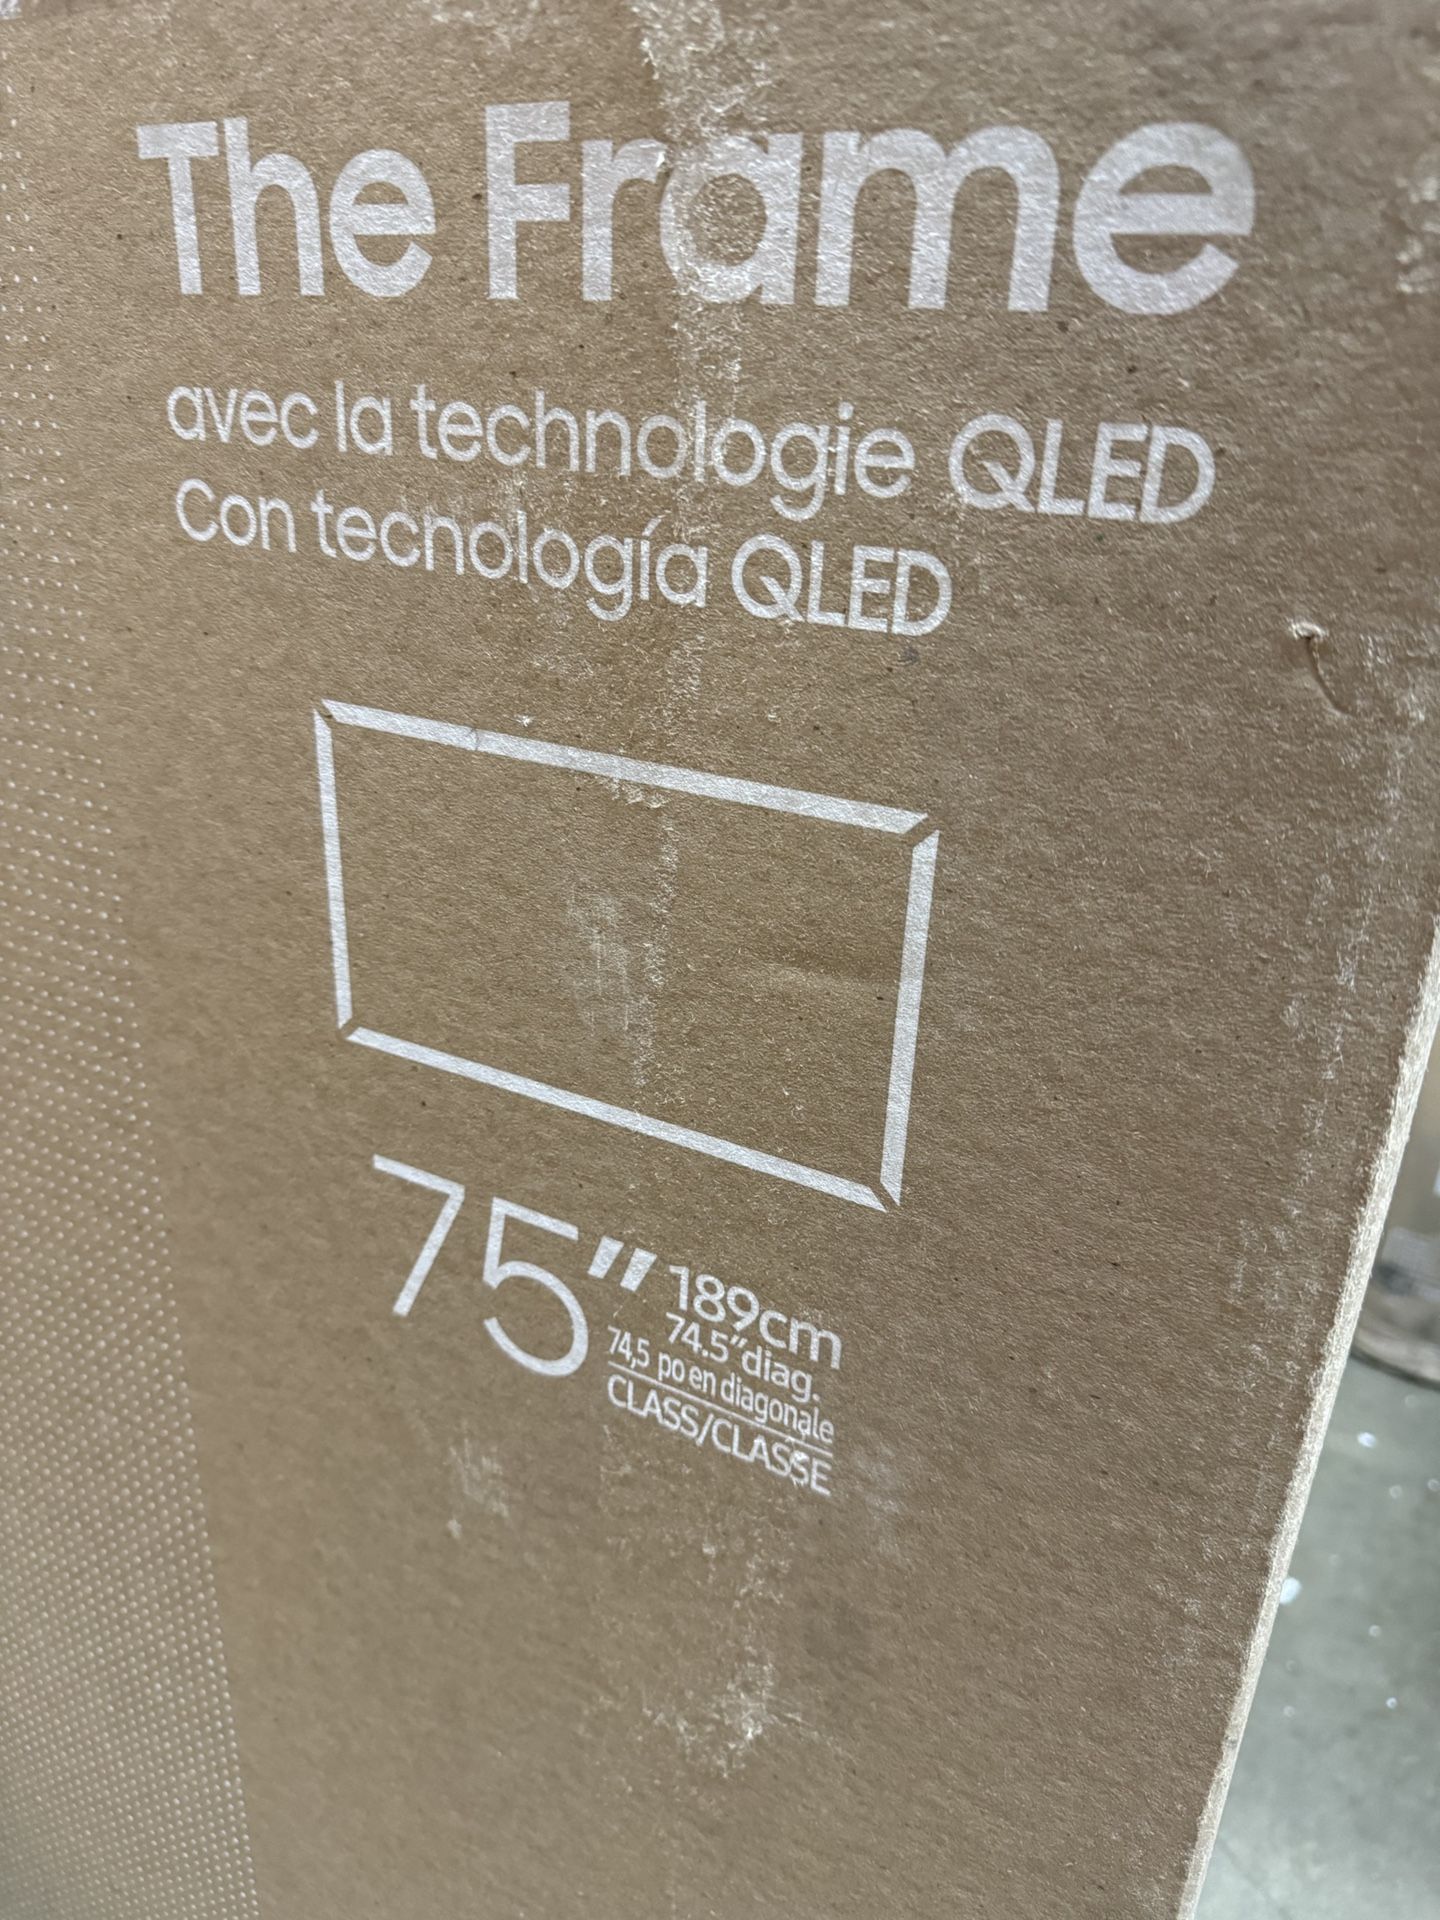 The Frame
avec la technologie QLED
Con tecnología QLED
75"
189cm
74.5"diag.
74,5 po en diagonale
CLASS/CLASSE